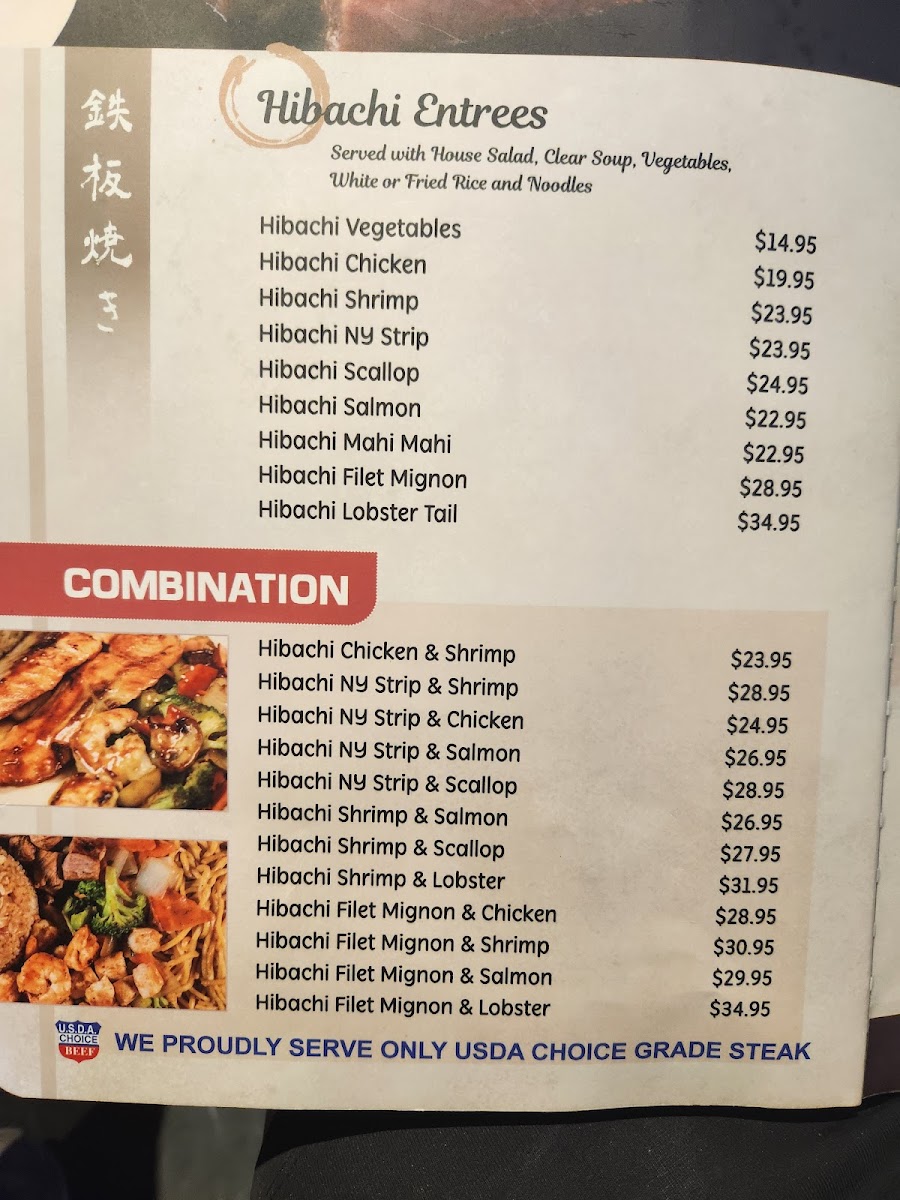 鉄板焼き
Hibachi Entrees
Served with House Salad, Clear Soup, Vegetables,
White or Fried Rice and Noodles
Hibachi Vegetables $14.95
Hibachi Chicken $19.95
Hibachi Shrimp $23.95
Hibachi NY Strip $23.95
Hibachi Scallop $24.95
Hibachi Salmon $22.95
Hibachi Mahi Mahi $22.95
Hibachi Filet Mignon $28.95
Hibachi Lobster Tail $34.95
COMBINATION
Hibachi Chicken & Shrimp $23.95
Hibachi NY Strip & Shrimp $28.95
Hibachi NY Strip & Chicken $24.95
Hibachi NY Strip & Salmon $26.95
Hibachi NY Strip & Scallop $28.95
Hibachi Shrimp & Salmon $26.95
Hibachi Shrimp & Scallop $27.95
Hibachi Shrimp & Lobster $31.95
Hibachi Filet Mignon & Chicken $28.95
Hibachi Filet Mignon & Shrimp $30.95
Hibachi Filet Mignon & Salmon $29.95
Hibachi Filet Mignon & Lobster $34.95
U.S.D.A.
CHOICE
BEEF
WE PROUDLY SERVE ONLY USDA CHOICE GRADE STEAK